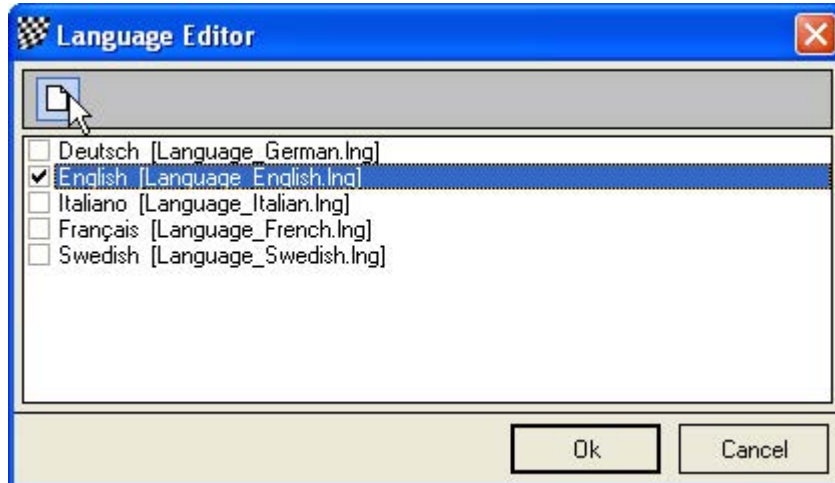 Language Editor
Deutsch [Language_German.lng]
English [Language_English.lng]
Italiano [Language_Italian.lng]
Français [Language_French.lng]
Swedish [Language_Swedish.lng]
Ok
Cancel